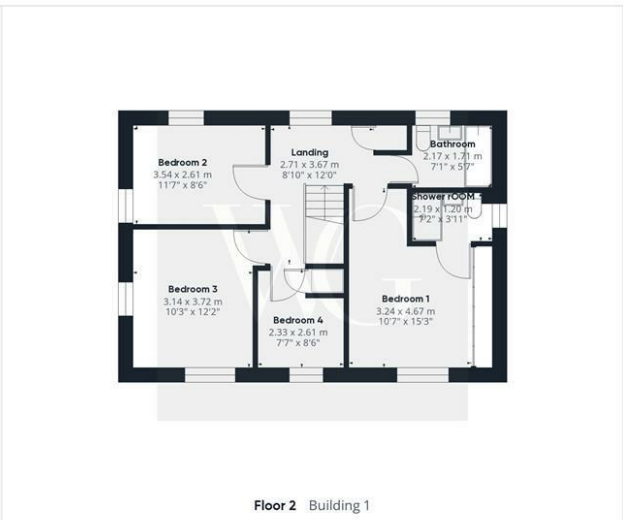 Bedroom 2
3.54 x 2.61 m
11'7" x 8'6"
Landing
2.71 x 3.67 m
8'10" x 12'0"
Bathroom
2.17 x 1.71 m
7'1" x 5'7"
Shower rOOM
2.19 x 1.20 m
7'2" x 3'11"
Bedroom 3
3.14 x 3.72 m
10'3" x 12'2"
Bedroom 4
2.33 x 2.61 m
7'7" x 8'6"
Bedroom 1
3.24 x 4.67 m
10'7" x 15'3"
WG
Floor 2 Building 1